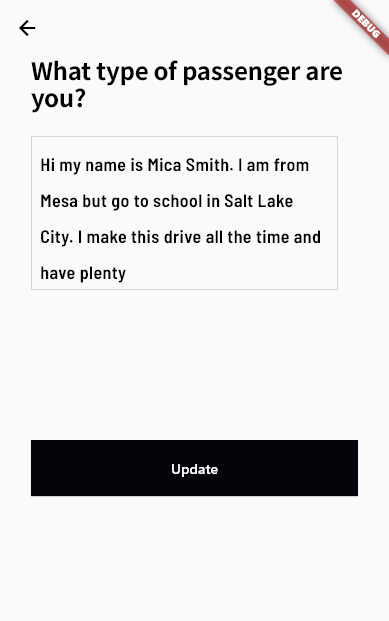 DEBUG
What type of passenger are
you?
Hi my name is Mica Smith. I am from
Mesa but go to school in Salt Lake
City. I make this drive all the time and
have plenty
Update